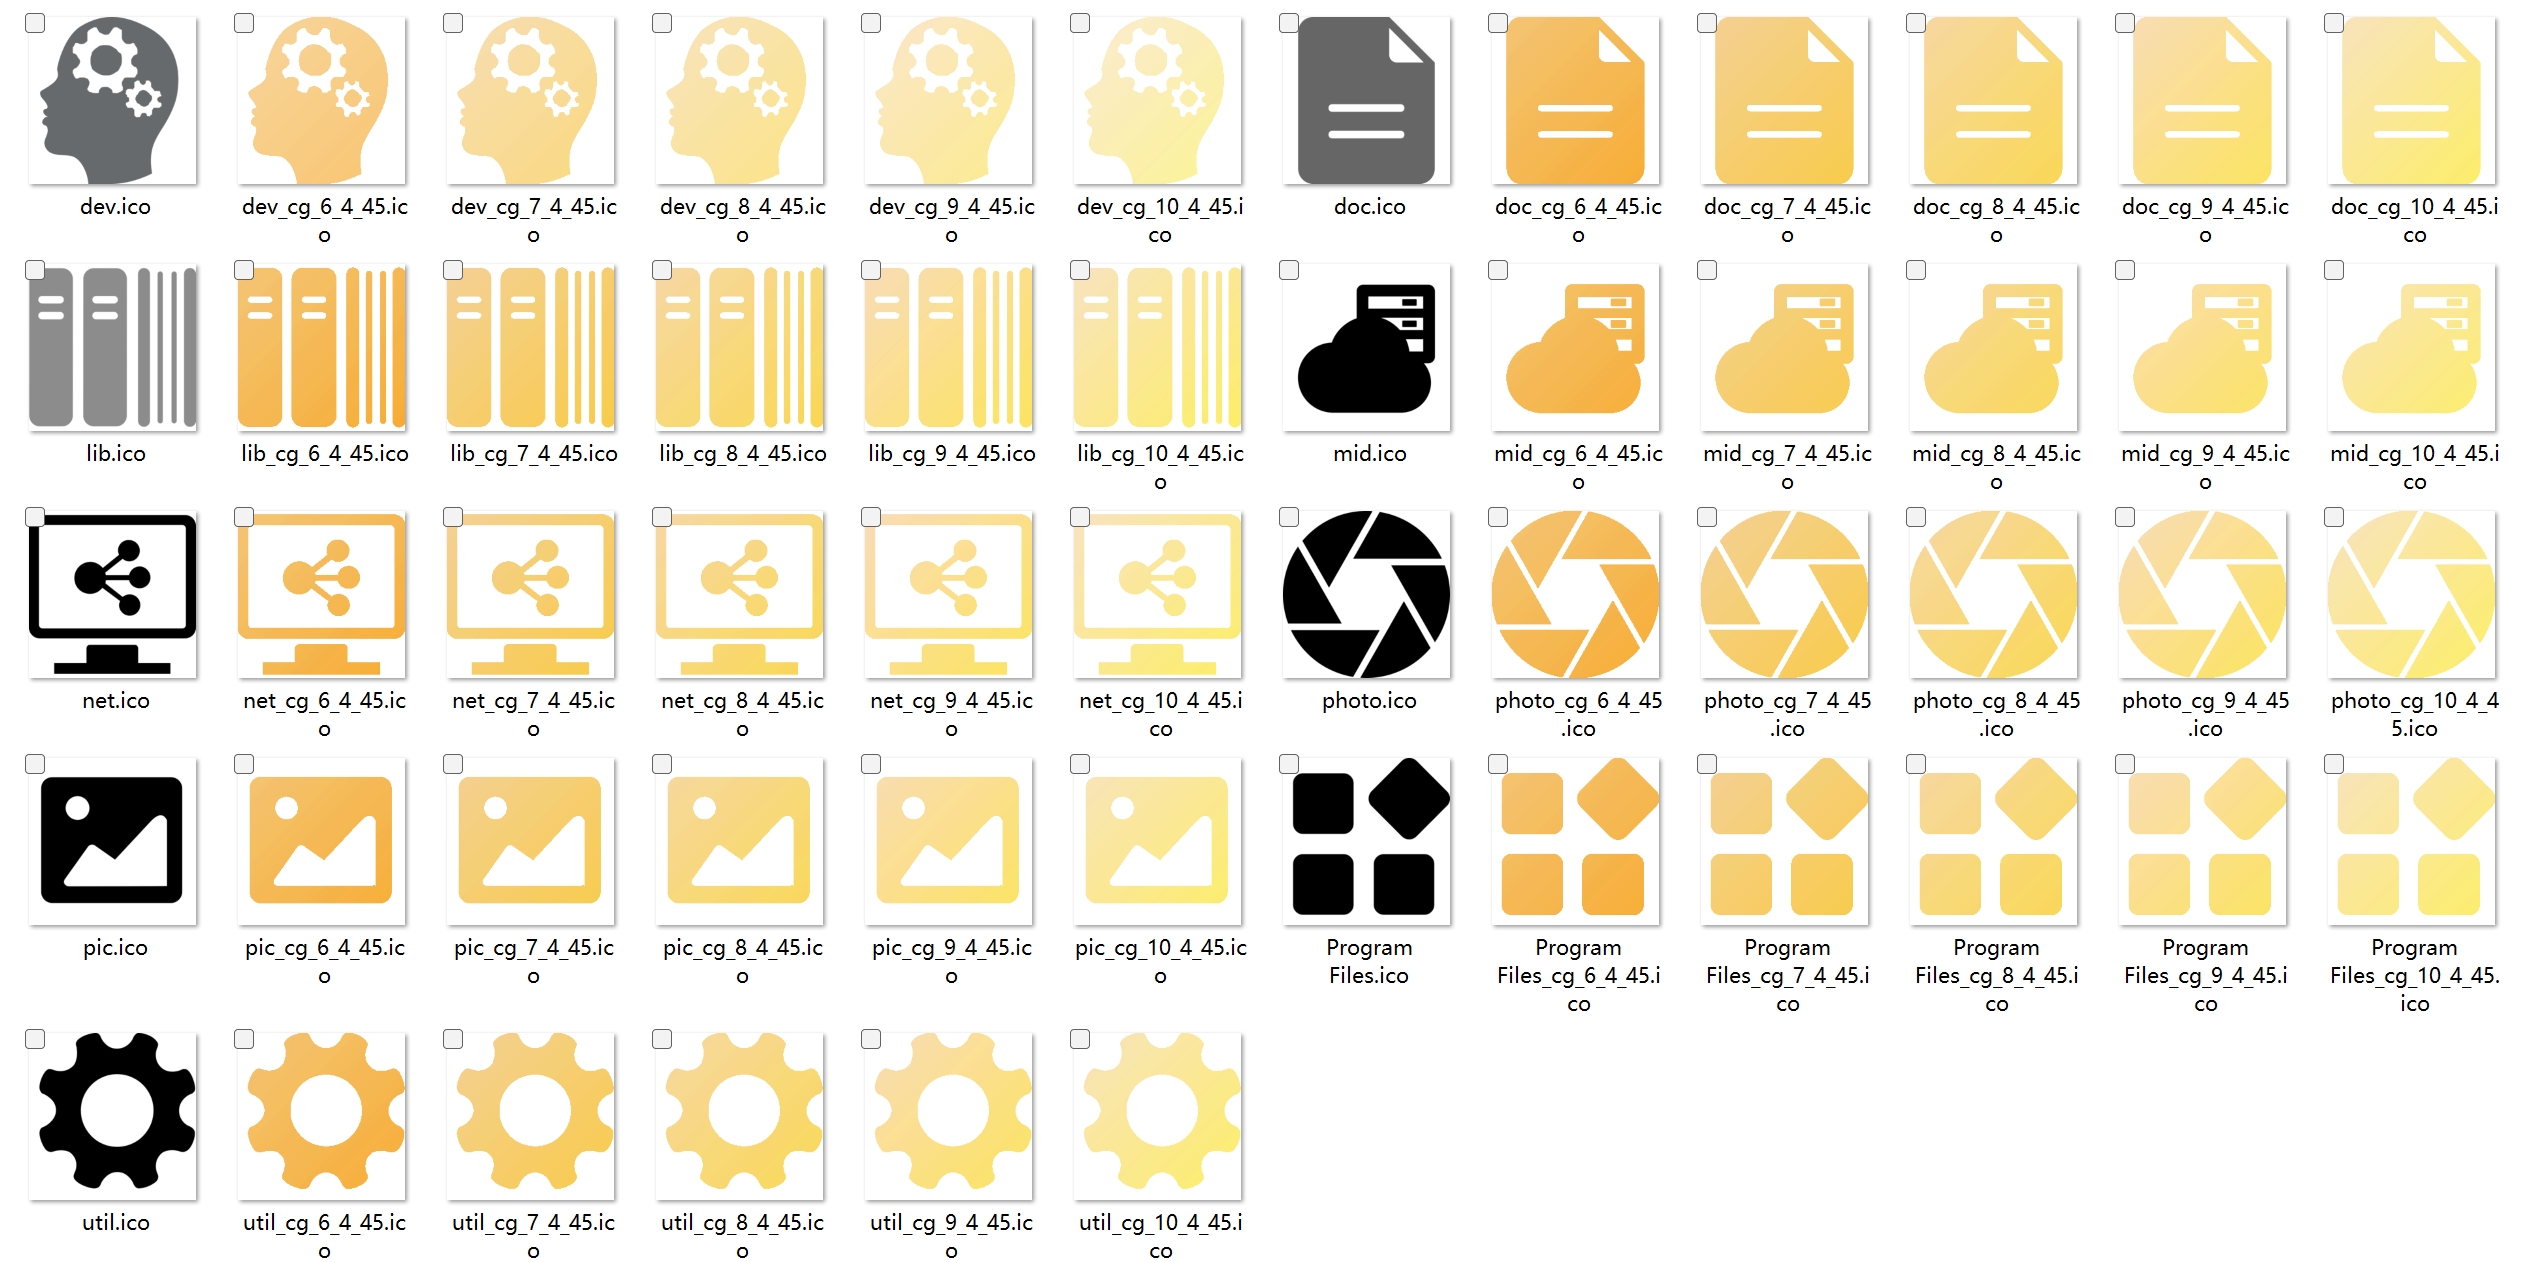 dev.ico
dev_cg_6_4_45.ic
o
dev_cg_7_4_45.ic
o
dev_cg_8_4_45.ic
o
dev_cg_9_4_45.ic
o
dev_cg_10_4_45.i
co
doc.ico
doc_cg_6_4_45.ic
o
doc_cg_7_4_45.ic
o
doc_cg_8_4_45.ic
o
doc_cg_9_4_45.ic
o
doc_cg_10_4_45.i
co
lib.ico
lib_cg_6_4_45.ico
lib_cg_7_4_45.ico
lib_cg_8_4_45.ico
lib_cg_9_4_45.ico
lib_cg_10_4_45.ic
o
mid.ico
mid_cg_6_4_45.ic
o
mid_cg_7_4_45.ic
o
mid_cg_8_4_45.ic
o
mid_cg_9_4_45.ic
o
mid_cg_10_4_45.i
co
net.ico
net_cg_6_4_45.ic
o
net_cg_7_4_45.ic
o
net_cg_8_4_45.ic
o
net_cg_9_4_45.ic
o
net_cg_10_4_45.i
co
photo.ico
photo_cg_6_4_45
.ico
photo_cg_7_4_45
.ico
photo_cg_8_4_45
.ico
photo_cg_9_4_45
.ico
photo_cg_10_4_4
5.ico
pic.ico
pic_cg_6_4_45.ic
o
pic_cg_7_4_45.ic
o
pic_cg_8_4_45.ic
o
pic_cg_9_4_45.ic
o
pic_cg_10_4_45.ic
o
Program
Files.ico
Program
Files_cg_6_4_45.i
co
Program
Files_cg_7_4_45.i
co
Program
Files_cg_8_4_45.i
co
Program
Files_cg_9_4_45.i
co
Program
Files_cg_10_4_45.
ico
util.ico
util_cg_6_4_45.ic
o
util_cg_7_4_45.ic
o
util_cg_8_4_45.ic
o
util_cg_9_4_45.ic
o
util_cg_10_4_45.i
co